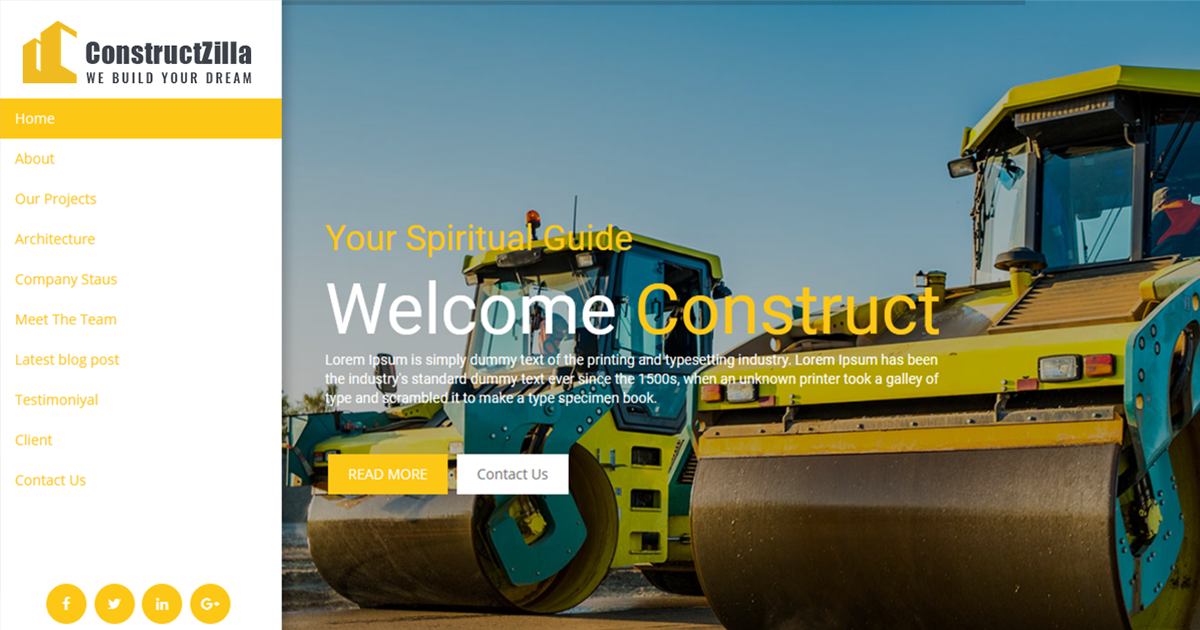 ConstructZilla
WE BUILD YOUR DREAM
Home
About
Our Projects
Architecture
Company Staus
Meet The Team
Latest blog post
Testimoniyal
Client
Contact Us
Your Spiritual Guide
Welcome Construct
Lorem Ipsum is simply dummy text of the printing and typesetting industry. Lorem Ipsum has been
the industry's standard dummy text ever since the 1500s, when an unknown printer took a galley of
type and scrambled it to make a type specimen book.
READ MORE
Contact Us
f
in
G+